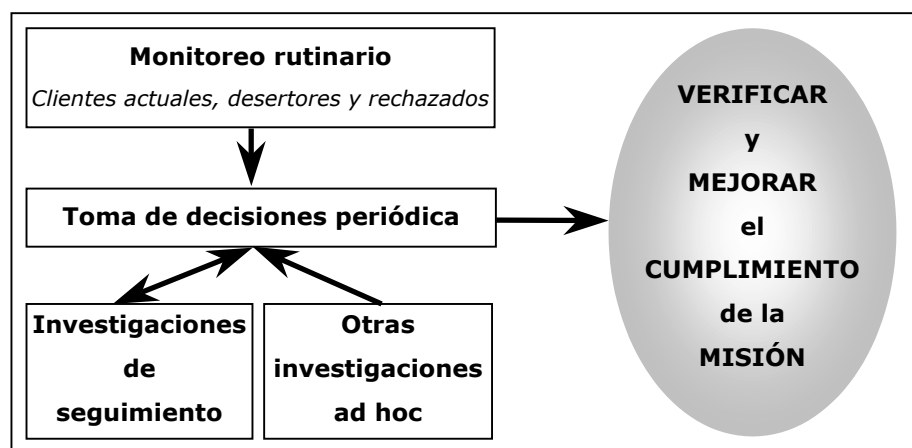 Monitoreo rutinario
Clientes actuales, desertores y rechazados
Toma de decisiones periódica
Investigaciones
de
seguimiento
Otras
investigaciones
ad hoc
VERIFICAR
y
MEJORAR
el
CUMPLIMIENTO
de la
MISIÓN